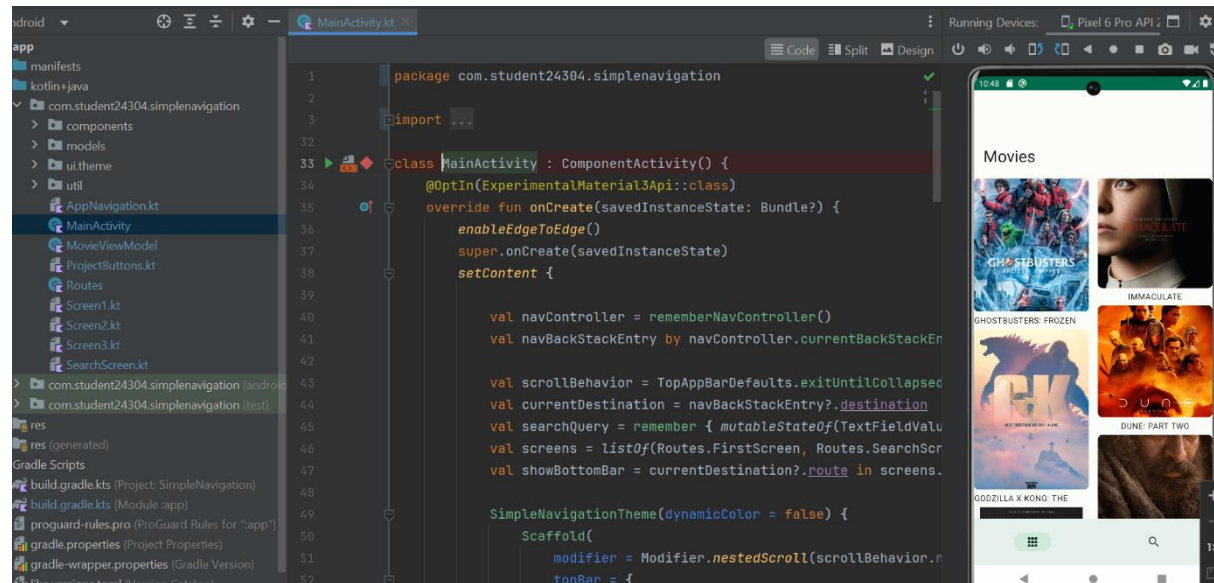 ndroid
app
manifests
kotlin+java
com.student24304.simplenavigation
components
models
ui.theme
util
AppNavigation.kt
MainActivity
MovieViewModel
ProjectButtons.kt
Routes
Screen1.kt
Screen2.kt
Screen3.kt
SearchScreen.kt
com.student24304.simplenavigation (androic
com.student24304.simplenavigation (test)
res
res (generated)
Gradle Scripts
build.gradle.kts (Project: SimpleNavigation)
build.gradle.kts (Module :app)
proguard-rules.pro (ProGuard Rules for ":app")
gradle.properties (Project Properties)
gradle-wrapper.properties (Gradle Version)
MainActivity.kt
Code Split Design
1 package com.student24304.simplenavigation
2
3 import ...
32
33 class MainActivity : ComponentActivity() {
34 @OptIn(ExperimentalMaterial3Api::class)
35 override fun onCreate(savedInstanceState: Bundle?) {
36 enableEdgeToEdge()
37 super.onCreate(savedInstanceState)
38 setContent {
39
40 val navController = rememberNavController()
41 val navBackStackEntry by navController.currentBackStackEn
42
43 val scrollBehavior = TopAppBarDefaults.exitUntilCollapsed
44 val currentDestination = navBackStackEntry?.destination
45 val searchQuery = remember { mutableStateOf(TextFieldValu
46 val screens = listOf(Routes.FirstScreen, Routes.SearchScr
47 val showBottomBar = currentDestination?.route in screens.
48
49 SimpleNavigationTheme(dynamicColor = false) {
50 Scaffold(
51 modifier = Modifier.nestedScroll(scrollBehavior.n
52 topBar = {
Running Devices: Pixel 6 Pro API 2
10:48
Movies
GHOSTBUSTERS
FROZEN EMPIRE
IMMACULATE
IMMACULATE
GHOSTBUSTERS: FROZEN
GK
DUNE
DUNE: PART TWO
GODZILLA X KONG: THE
1: